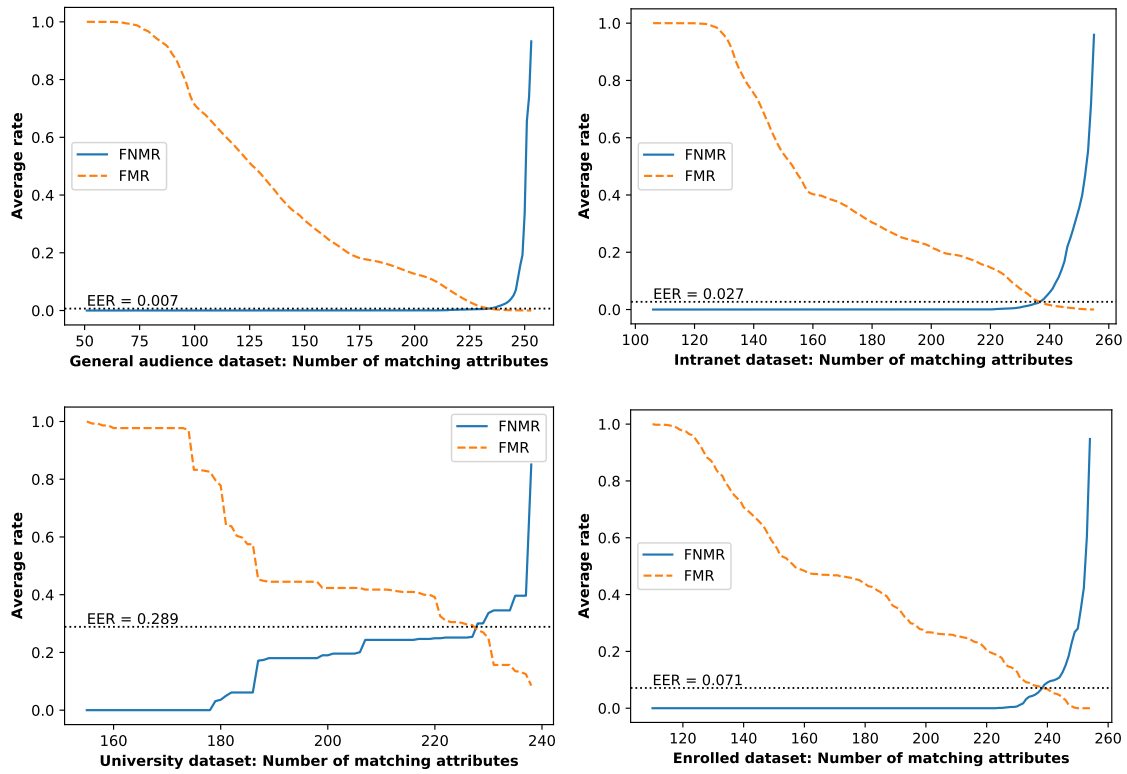 1.0
0.8
0.6
0.4
0.2
0.0
Average rate
FNMR
FMR
EER = 0.007
50 75 100 125 150 175 200 225 250
General audience dataset: Number of matching attributes
1.0
0.8
0.6
0.4
0.2
0.0
Average rate
FNMR
FMR
EER = 0.027
100 120 140 160 180 200 220 240 260
Intranet dataset: Number of matching attributes
1.0
0.8
0.6
0.4
0.2
0.0
Average rate
FNMR
FMR
EER = 0.289
160 180 200 220 240
University dataset: Number of matching attributes
1.0
0.8
0.6
0.4
0.2
0.0
Average rate
FNMR
FMR
EER = 0.071
120 140 160 180 200 220 240 260
Enrolled dataset: Number of matching attributes